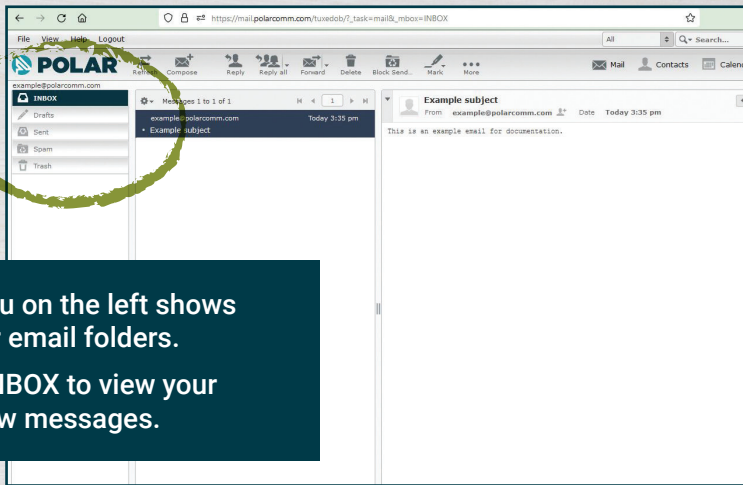 https://mail.polarcomm.com/tuxedob/?_task=mail&_mbox=INBOX
File View Help Logout
All
Search...
POLAR
Refresh Compose Reply Reply all Forward Delete Block Send.. Mark More
Mail Contacts Calen
example@polarcomm.com
INBOX
Drafts
Sent
Spam
Trash
Messages 1 to 1 of 1
1
example@polarcomm.com Today 3:35 pm
• Example subject
Example subject
From example@polarcomm.com Date Today 3:35 pm
This is an example email for documentation.
u on the left shows
email folders.
NBOX to view your
w messages.